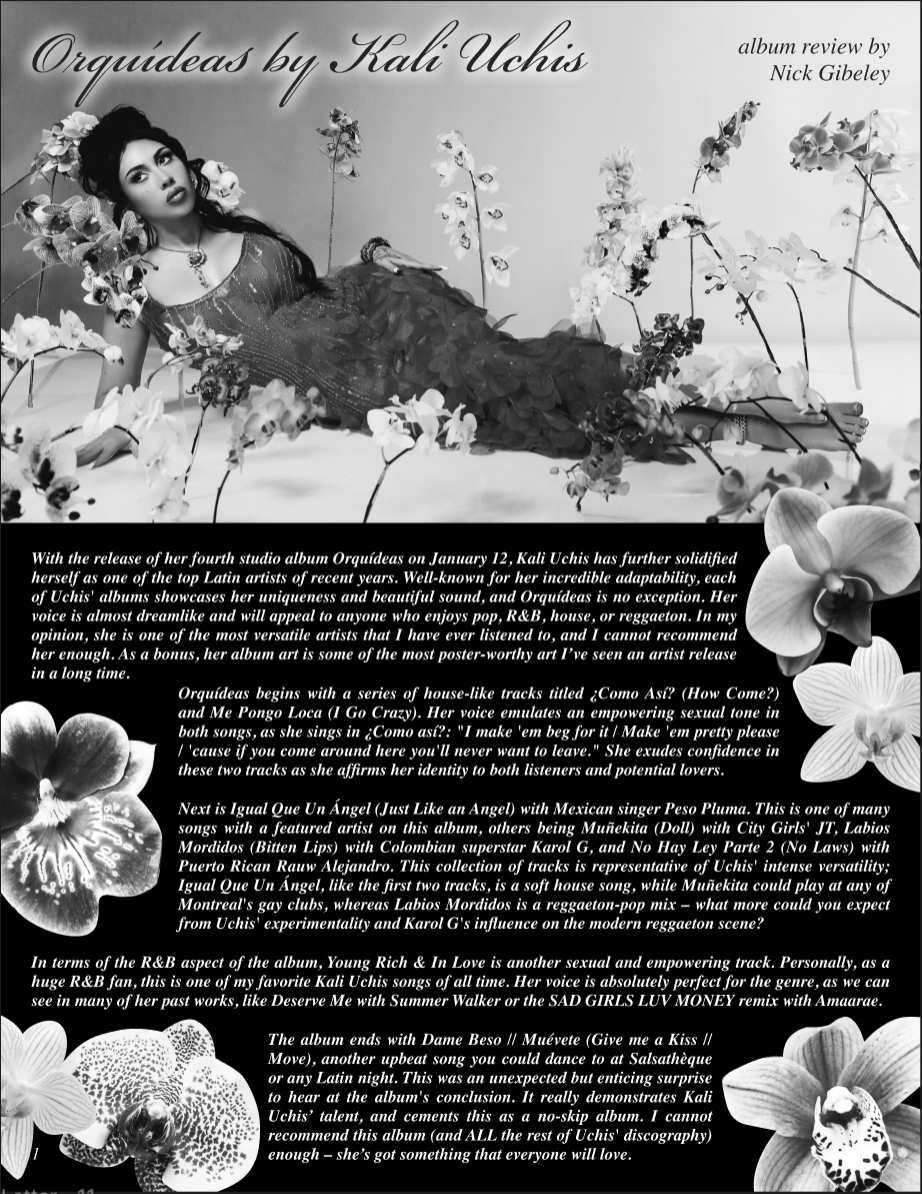 Orquídeas by Kali Uchis
album review by
Nick Gibeley
With the release of her fourth studio album Orquídeas on January 12, Kali Uchis has further solidified
herself as one of the top Latin artists of recent years. Well-known for her incredible adaptability, each
of Uchis' albums showcases her uniqueness and beautiful sound, and Orquídeas is no exception. Her
voice is almost dreamlike and will appeal to anyone who enjoys pop, R&B, house, or reggaeton. In my
opinion, she is one of the most versatile artists that I have ever listened to, and I cannot recommend
her enough. As a bonus, her album art is some of the most poster-worthy art I've seen an artist release
in a long time.
Orquídeas begins with a series of house-like tracks titled ¿Como Así? (How Come?)
and Me Pongo Loca (I Go Crazy). Her voice emulates an empowering sexual tone in
both songs, as she sings in ¿Como así?: "I make 'em beg for it / Make 'em pretty please
/ 'cause if you come around here you'll never want to leave." She exudes confidence in
these two tracks as she affirms her identity to both listeners and potential lovers.
Next is Igual Que Un Ángel (Just Like an Angel) with Mexican singer Peso Pluma. This is one of many
songs with a featured artist on this album, others being Muñekita (Doll) with City Girls' JT, Labios
Mordidos (Bitten Lips) with Colombian superstar Karol G, and No Hay Ley Parte 2 (No Laws) with
Puerto Rican Rauw Alejandro. This collection of tracks is representative of Uchis' intense versatility;
Igual Que Un Ángel, like the first two tracks, is a soft house song, while Muñekita could play at any of
Montreal's gay clubs, whereas Labios Mordidos is a reggaeton-pop mix – what more could you expect
from Uchis' experimentality and Karol G's influence on the modern reggaeton scene?
In terms of the R&B aspect of the album, Young Rich & In Love is another sexual and empowering track. Personally, as a
huge R&B fan, this is one of my favorite Kali Uchis songs of all time. Her voice is absolutely perfect for the genre, as we can
see in many of her past works, like Deserve Me with Summer Walker or the SAD GIRLS LUV MONEY remix with Amaarae.
The album ends with Dame Beso // Muévete (Give me a Kiss //
Move), another upbeat song you could dance to at Salsathèque
or any Latin night. This was an unexpected but enticing surprise
to hear at the album's conclusion. It really demonstrates Kali
Uchis’ talent, and cements this as a no-skip album. I cannot
recommend this album (and ALL the rest of Uchis' discography)
enough – she's got something that everyone will love.
1